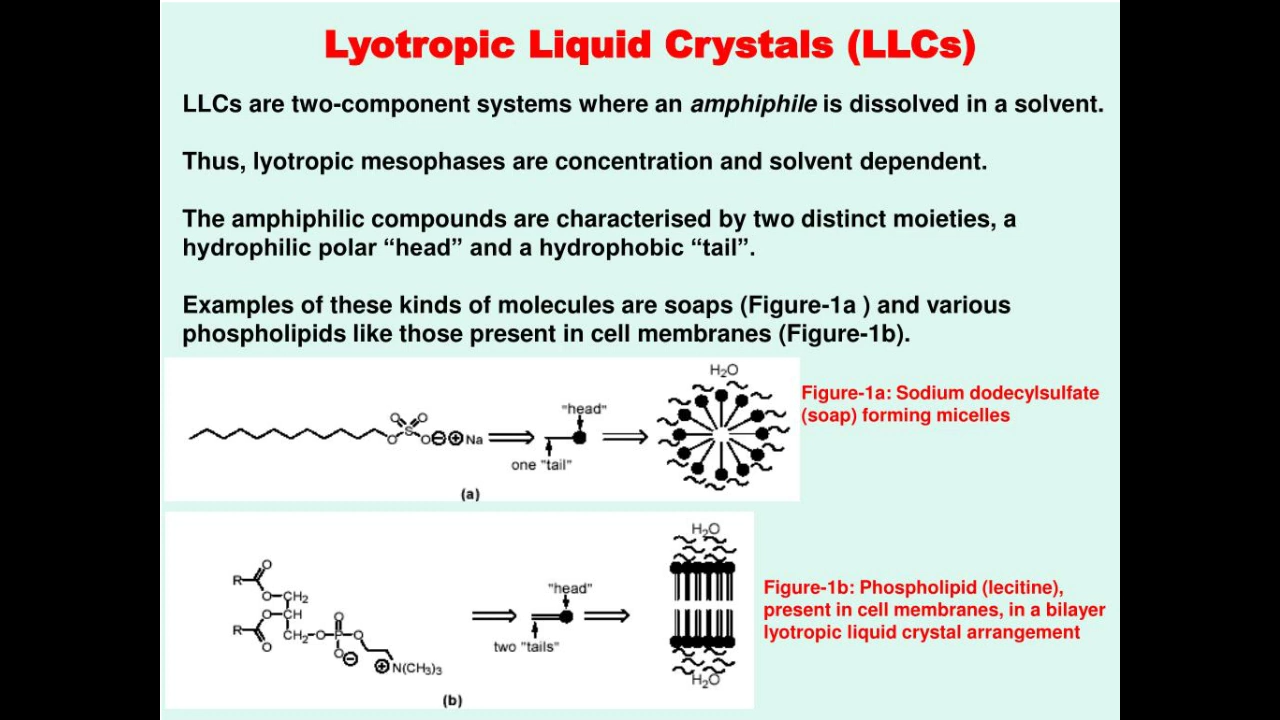 Lyotropic Liquid Crystals (LLCs)
LLCs are two-component systems where an amphiphile is dissolved in a solvent.
Thus, lyotropic mesophases are concentration and solvent dependent.
The amphiphilic compounds are characterised by two distinct moieties, a
hydrophilic polar “head” and a hydrophobic “tail”.
Examples of these kinds of molecules are soaps (Figure-1a ) and various
phospholipids like those present in cell membranes (Figure-1b).
H₂O
"head"
O O
S
O O ⊖ ⊕ Na
one "tail"
(a)
Figure-1a: Sodium dodecylsulfate
(soap) forming micelles
H₂O
O
R
O CH₂
"head"
O CH
R
O
CH₂ O P O
O
O ⊖
⊕ N(CH₃)₃
two "tails"
H₂O
(b)
Figure-1b: Phospholipid (lecitine),
present in cell membranes, in a bilayer
lyotropic liquid crystal arrangement